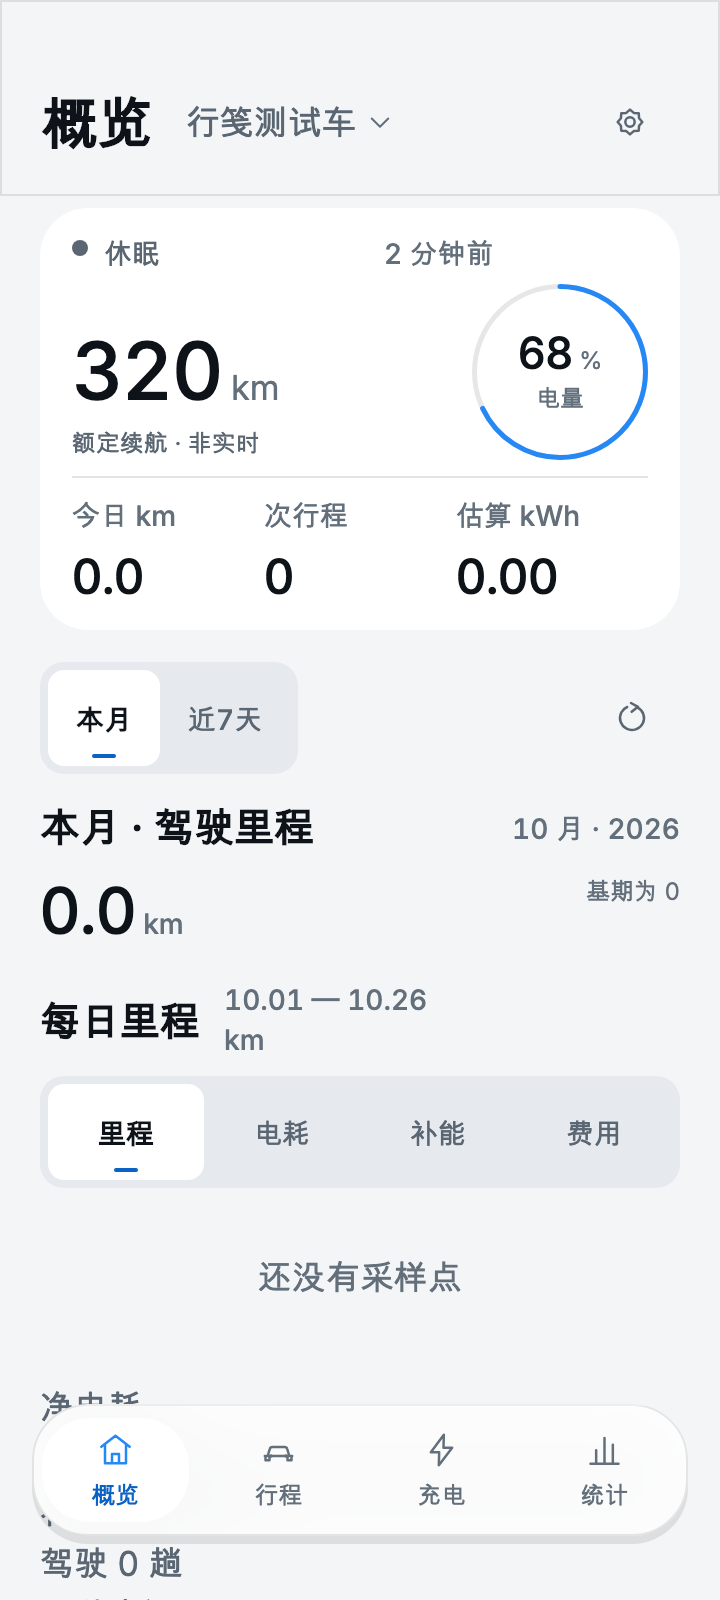 概览 行笺测试车
休眠 2 分钟前
320 km
68 %
电量
额定续航 · 非实时
今日 km 次行程 估算 kWh
0.0 0 0.00
本月 近7天
本月 · 驾驶里程 10 月 · 2026
0.0 km 基期为 0
每日里程 10.01 — 10.26
km
里程 电耗 补能 费用
还没有采样点
净电耗
概览 行程 充电 统计
驾驶 0 趟